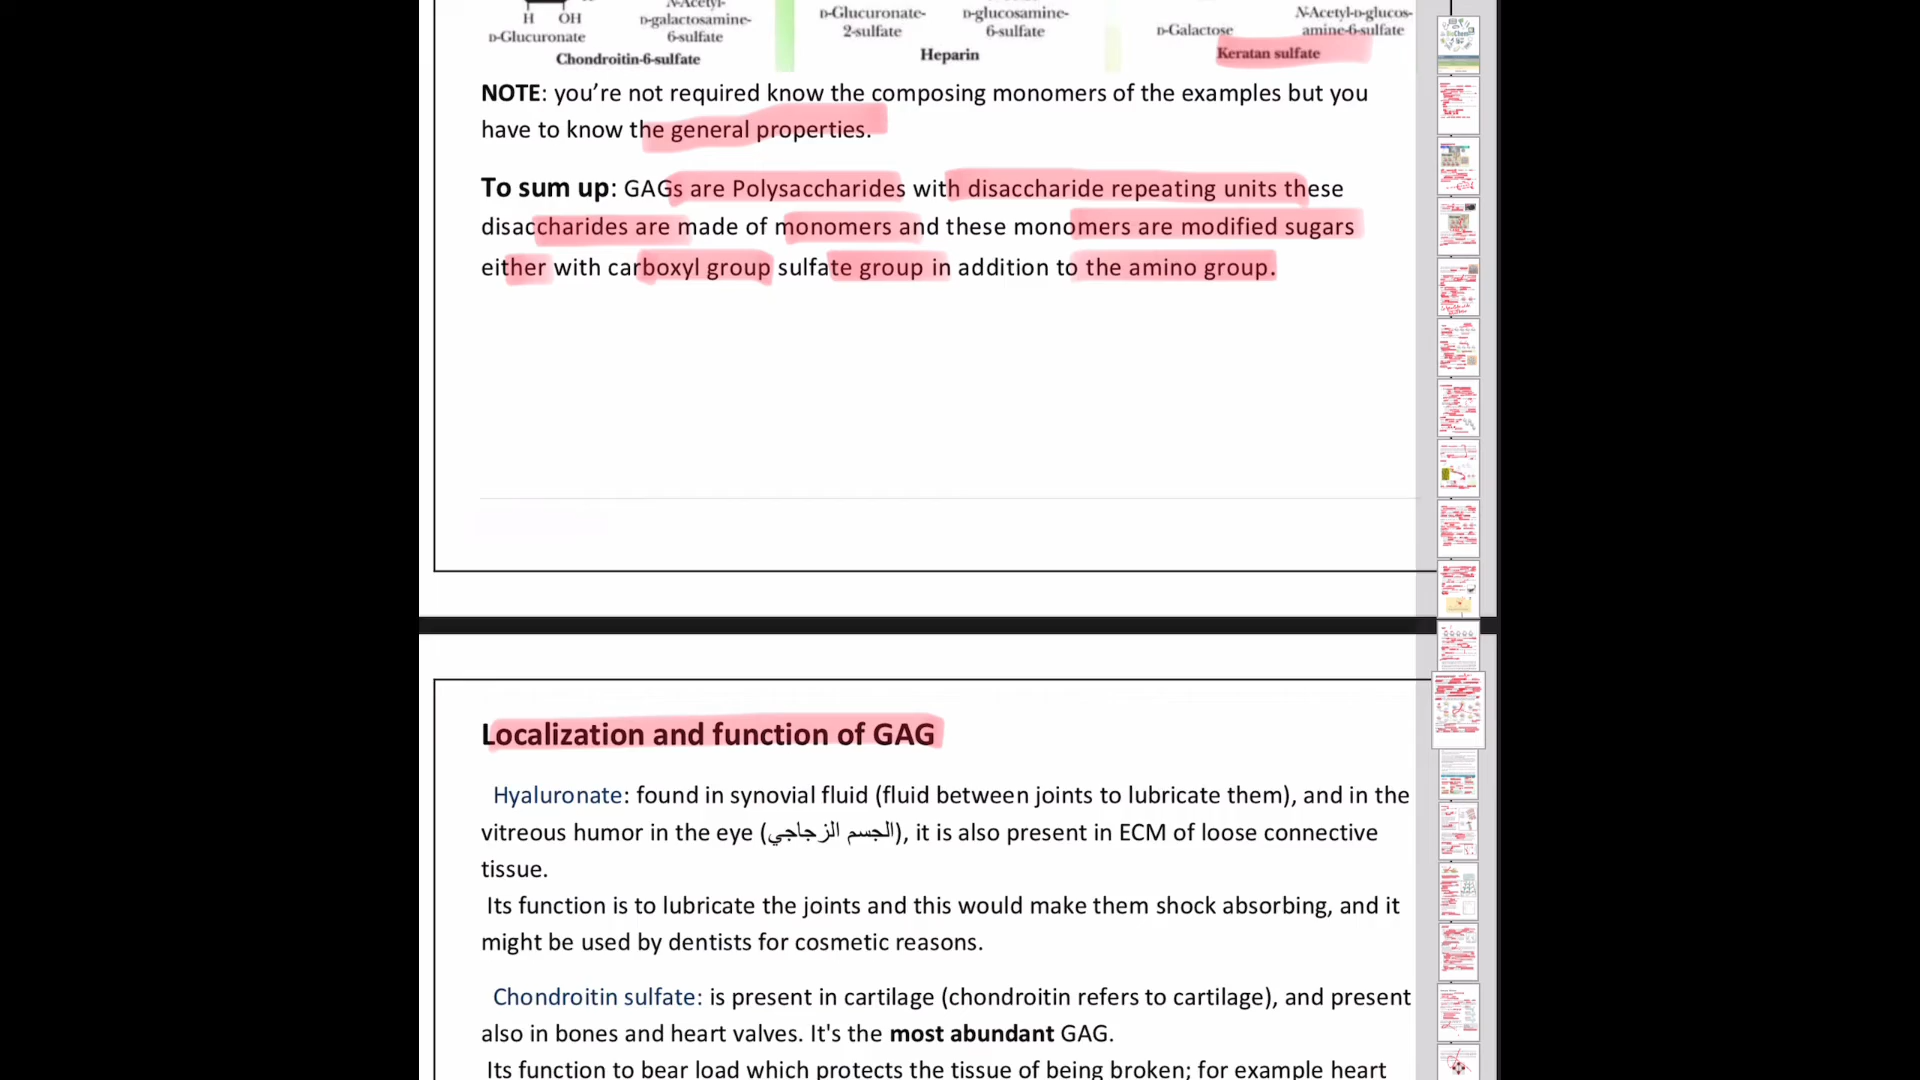 H OH
N-Acetyl-
D-galactosamine-
6-sulfate
D-Glucuronate
Chondroitin-6-sulfate
D-Glucuronate-
2-sulfate
D-glucosamine-
6-sulfate
Heparin
D-Galactose
N-Acetyl-D-glucos-
amine-6-sulfate
Keratan sulfate
NOTE: you’re not required know the composing monomers of the examples but you
have to know the general properties.
To sum up: GAGs are Polysaccharides with disaccharide repeating units these
disaccharides are made of monomers and these monomers are modified sugars
either with carboxyl group sulfate group in addition to the amino group.
Localization and function of GAG
Hyaluronate: found in synovial fluid (fluid between joints to lubricate them), and in the
vitreous humor in the eye (الجسم الزجاجي), it is also present in ECM of loose connective
tissue.
Its function is to lubricate the joints and this would make them shock absorbing, and it
might be used by dentists for cosmetic reasons.
Chondroitin sulfate: is present in cartilage (chondroitin refers to cartilage), and present
also in bones and heart valves. It's the most abundant GAG.
Its function to bear load which protects the tissue of being broken; for example heart